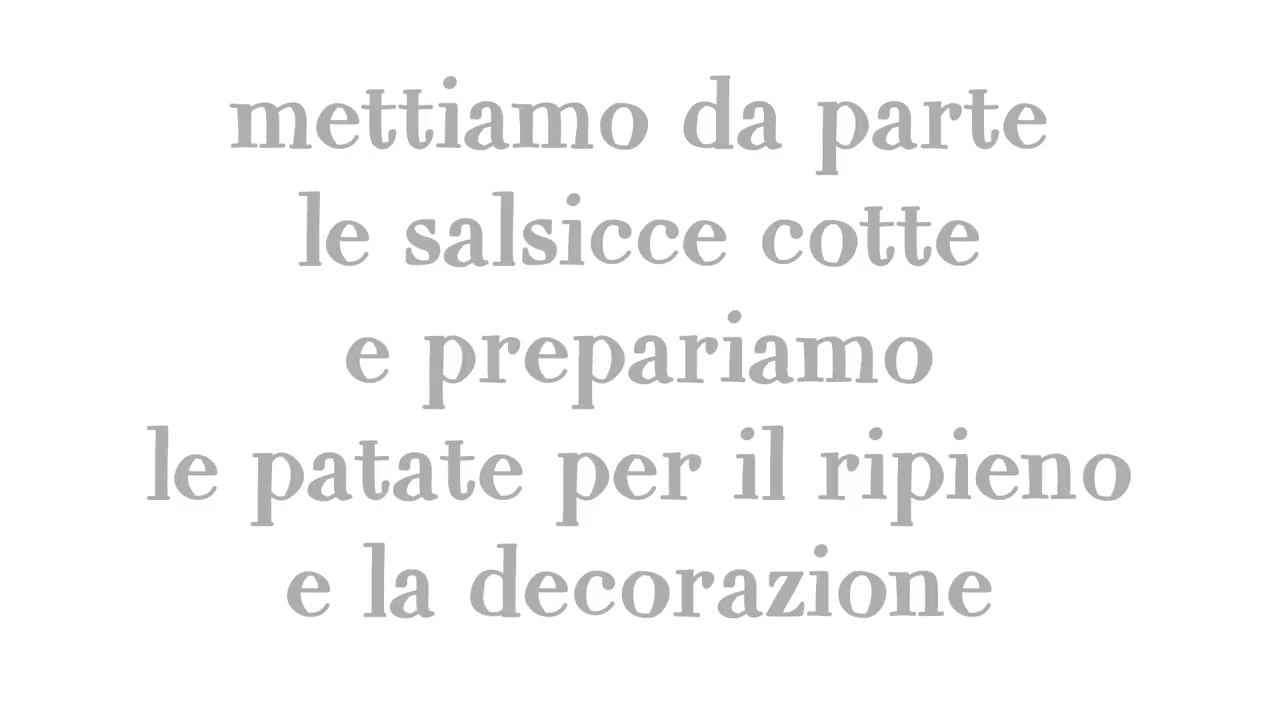 mettiamo da parte
le salsicce cotte
e prepariamo
le patate per il ripieno
e la decorazione